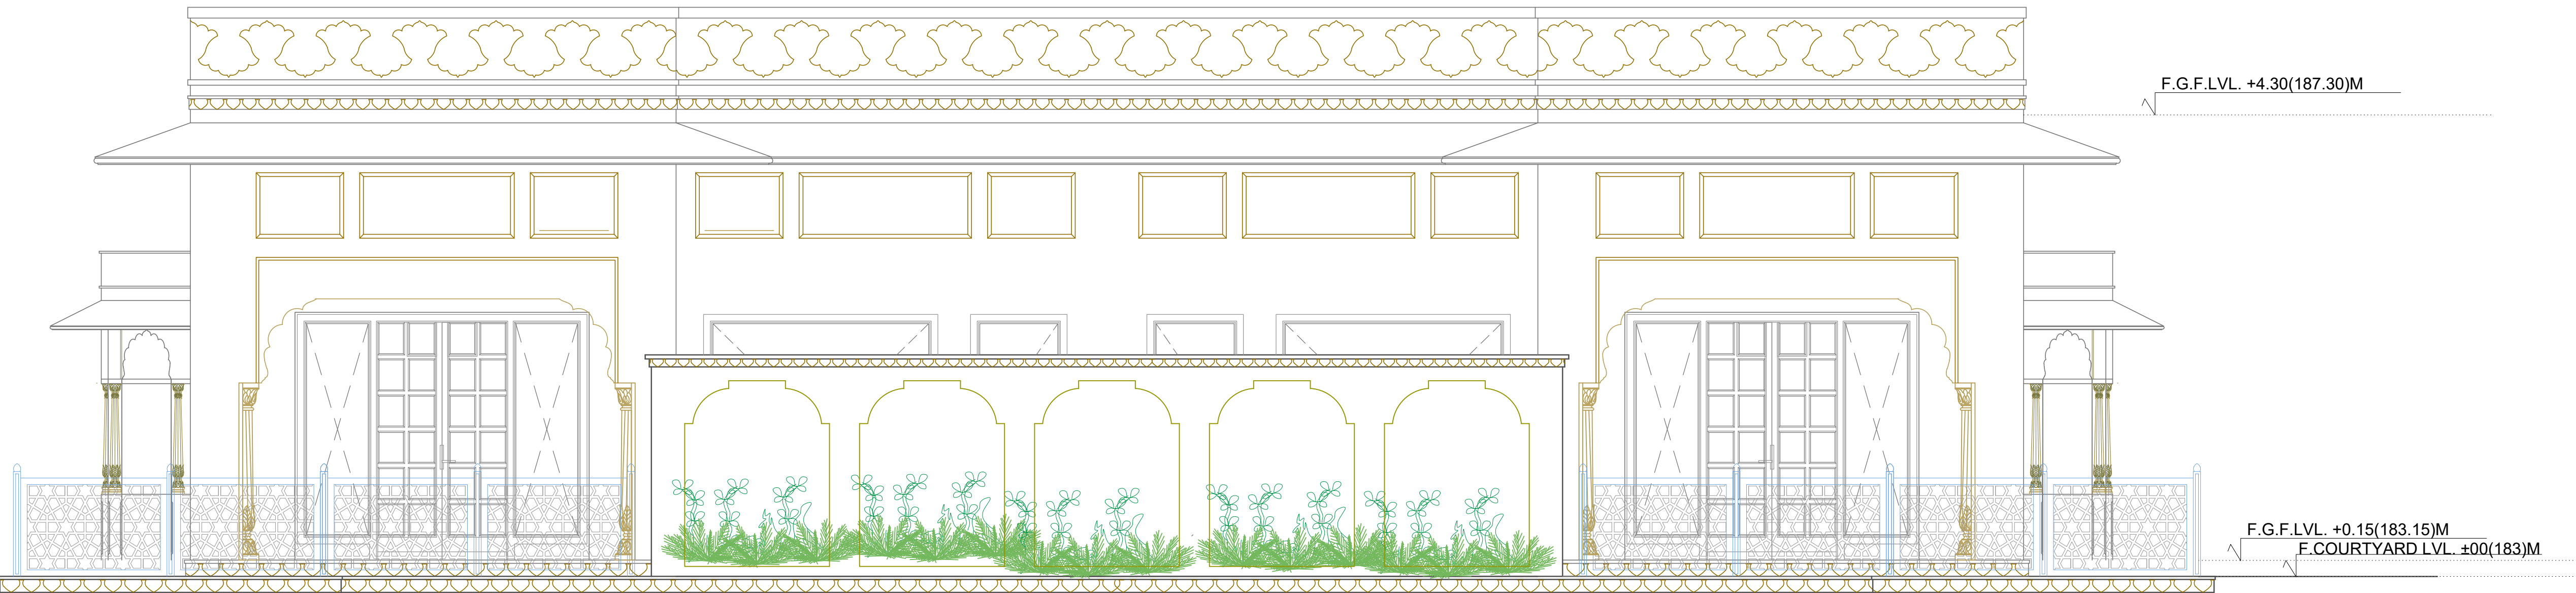 F.G.F.LVL. +4.30(187.30)M
F.G.F.LVL. +0.15(183.15)M
F.COURTYARD LVL. ±00(183)M